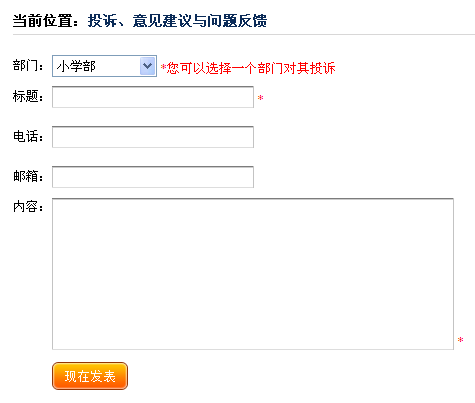 当前位置：投诉、意见建议与问题反馈
部门： 小学部 *您可以选择一个部门对其投诉
标题： *
电话：
邮箱：
内容： *
现在发表